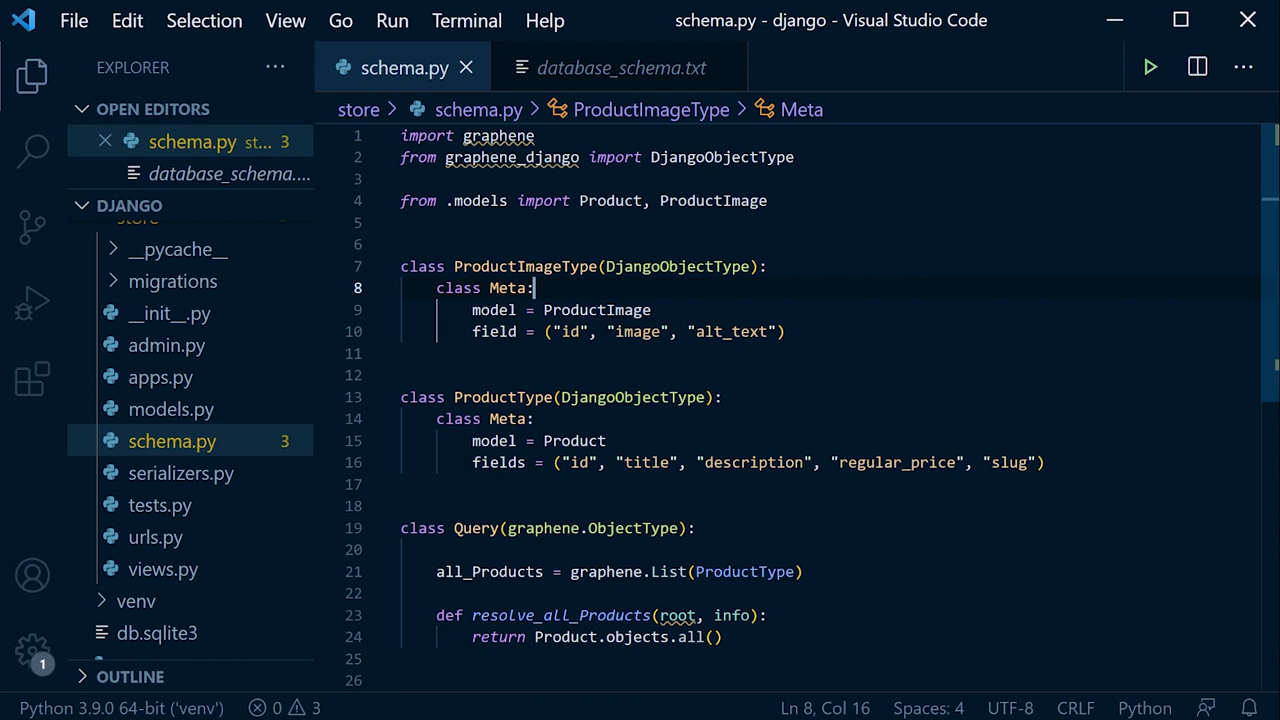 File Edit Selection View Go Run Terminal Help schema.py - django - Visual Studio Code
EXPLORER
schema.py
database_schema.txt
OPEN EDITORS
schema.py st... 3
database_schema....
DJANGO
store
__pycache__
migrations
__init__.py
admin.py
apps.py
models.py
schema.py 3
serializers.py
tests.py
urls.py
views.py
venv
db.sqlite3
OUTLINE
1
store > schema.py > ProductImageType > Meta
1 import graphene
2 from graphene_django import DjangoObjectType
3
4 from .models import Product, ProductImage
5
6
7 class ProductImageType(DjangoObjectType):
8 class Meta:
9 model = ProductImage
10 field = ("id", "image", "alt_text")
11
12
13 class ProductType(DjangoObjectType):
14 class Meta:
15 model = Product
16 fields = ("id", "title", "description", "regular_price", "slug")
17
18
19 class Query(graphene.ObjectType):
20
21 all_Products = graphene.List(ProductType)
22
23 def resolve_all_Products(root, info):
24 return Product.objects.all()
25
26
Python 3.9.0 64-bit ('venv') 0 3 Ln 8, Col 16 Spaces: 4 UTF-8 CRLF Python